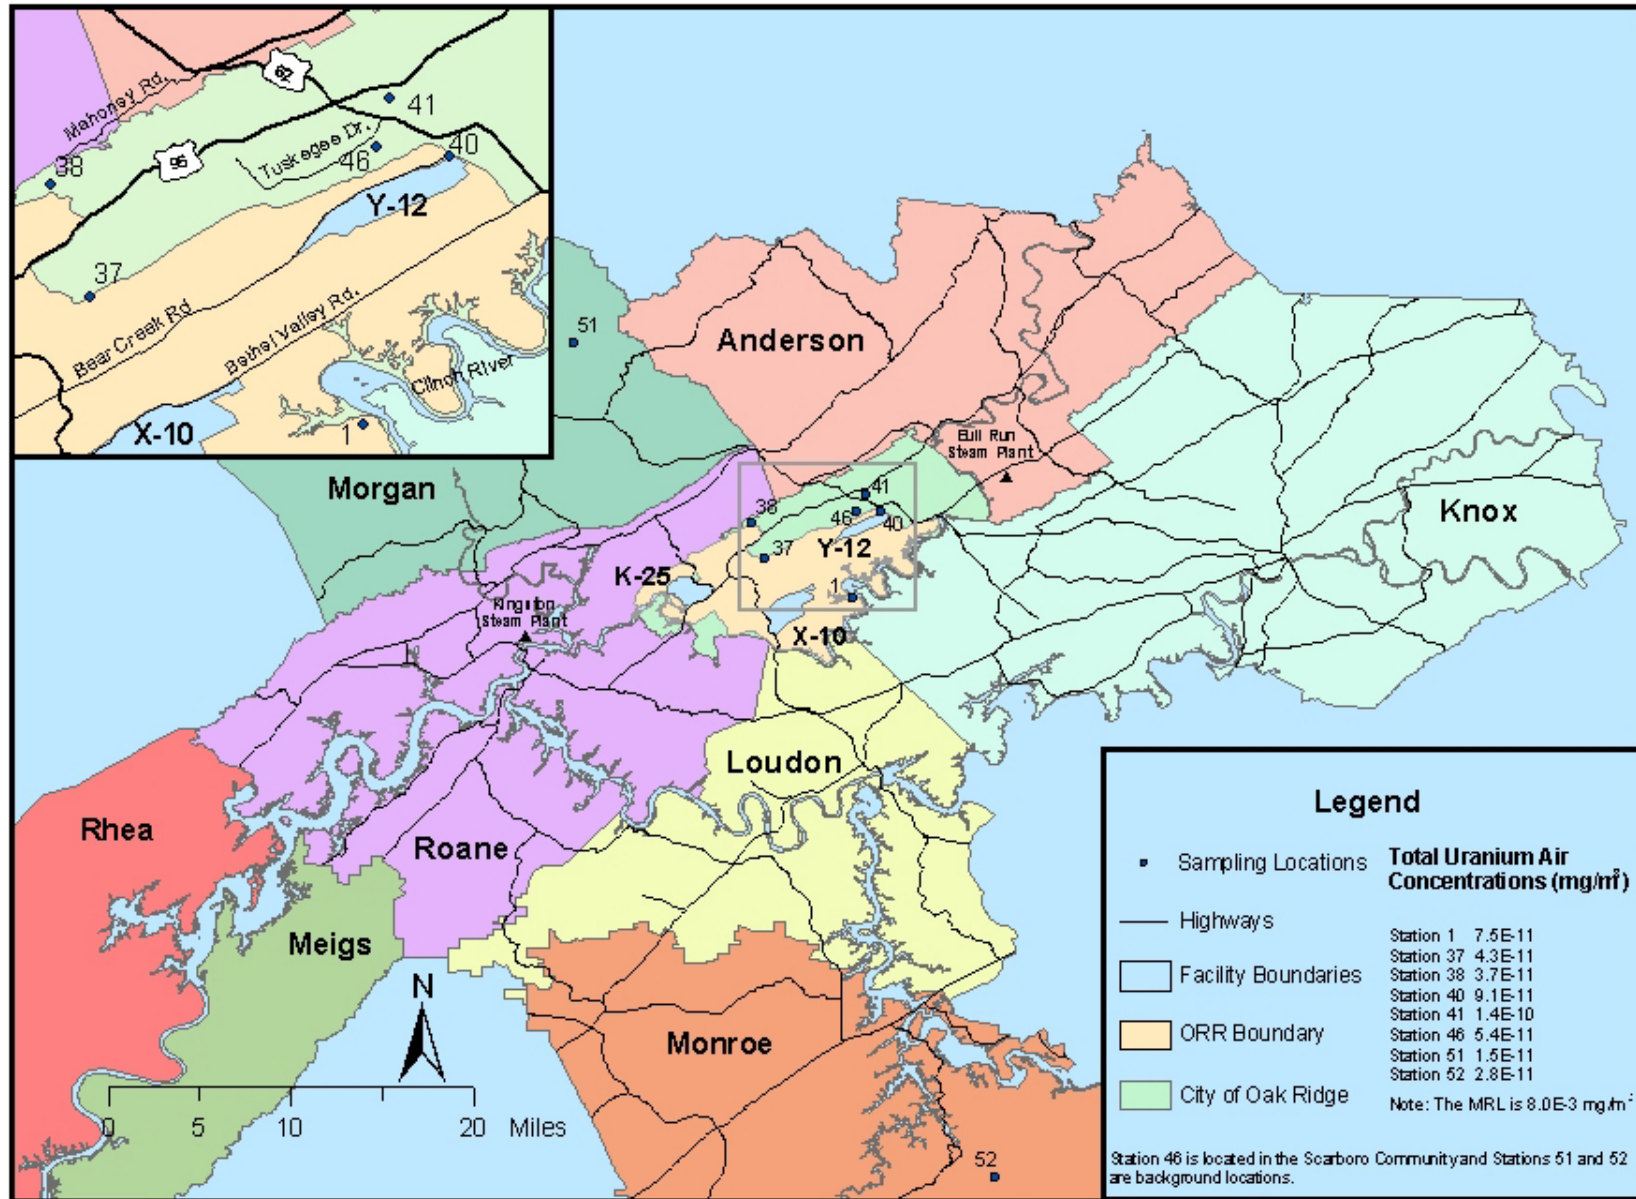 62
Mahoney Rd.
41
95
Tuskegee Dr.
46
40
38
Y-12
37
Bear Creek Rd
Bethel Valley Rd.
Clinch River
X-10
1
51
Anderson
Bull Run
Steam Plant
Morgan
41
38
46
40
Knox
37
Y-12
K-25
1
Kingston
Steam Plant
X-10
Loudon
Rhea
Roane
Meigs
N
Monroe
0 5 10 20 Miles
52
Legend
Sampling Locations
Highways
Facility Boundaries
ORR Boundary
City of Oak Ridge
Total Uranium Air
Concentrations (mg/m³)
Station 1 7.5E-11
Station 37 4.3E-11
Station 38 3.7E-11
Station 40 9.1E-11
Station 41 1.4E-10
Station 46 5.4E-11
Station 51 1.5E-11
Station 52 2.8E-11
Note: The MRL is 8.0E-3 mg/m³
Station 46 is located in the Scarboro Community and Stations 51 and 52
are background locations.